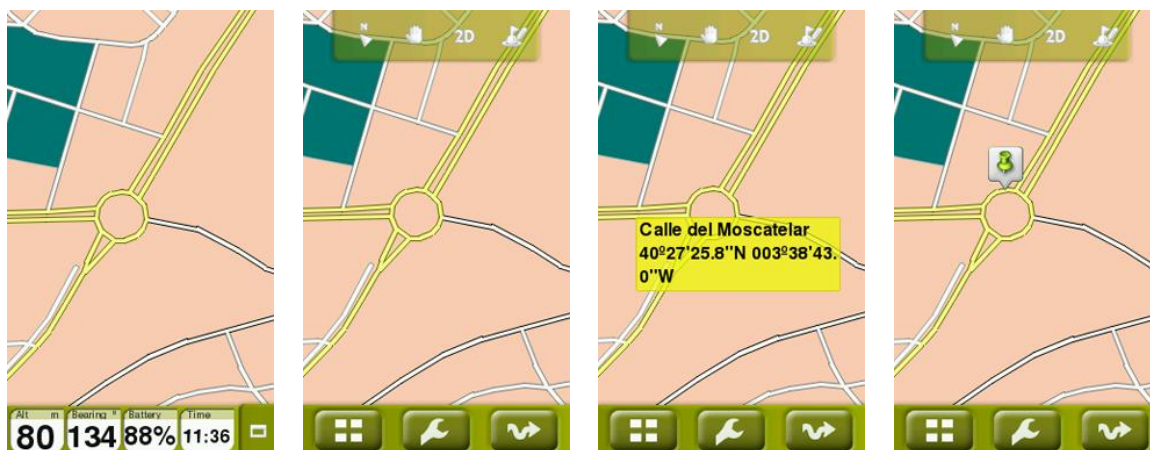 Alt m
Bearing °
Battery
Time
80
134
88%
11:36
N
2D
N
2D
Calle del Moscatelar
40º27'25.8''N 003º38'43.
0''W
N
2D